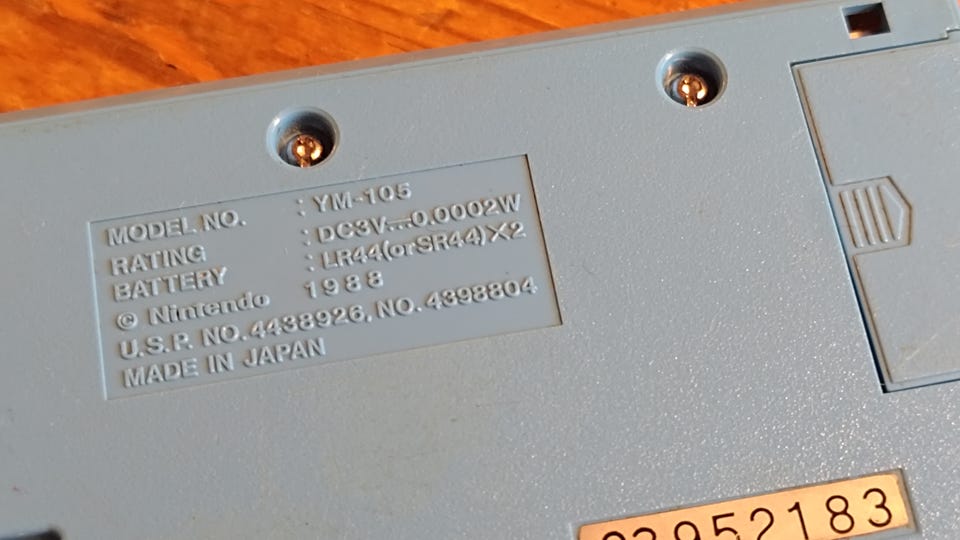 MODEL NO. : YM-105
RATING : DC3V⎓0.0002W
BATTERY : LR44(orSR44)X2
© Nintendo 1988
U.S.P. NO. 4438926, NO. 4398804
MADE IN JAPAN
952183